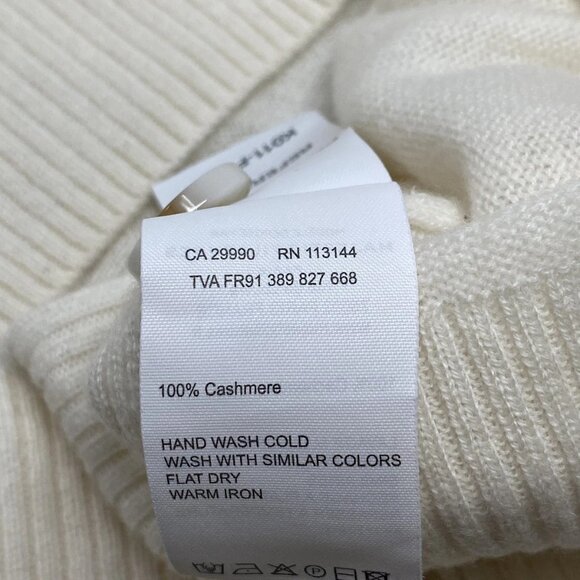 CA 29990 RN 113144
TVA FR91 389 827 668
100% Cashmere
HAND WASH COLD
WASH WITH SIMILAR COLORS
FLAT DRY
WARM IRON